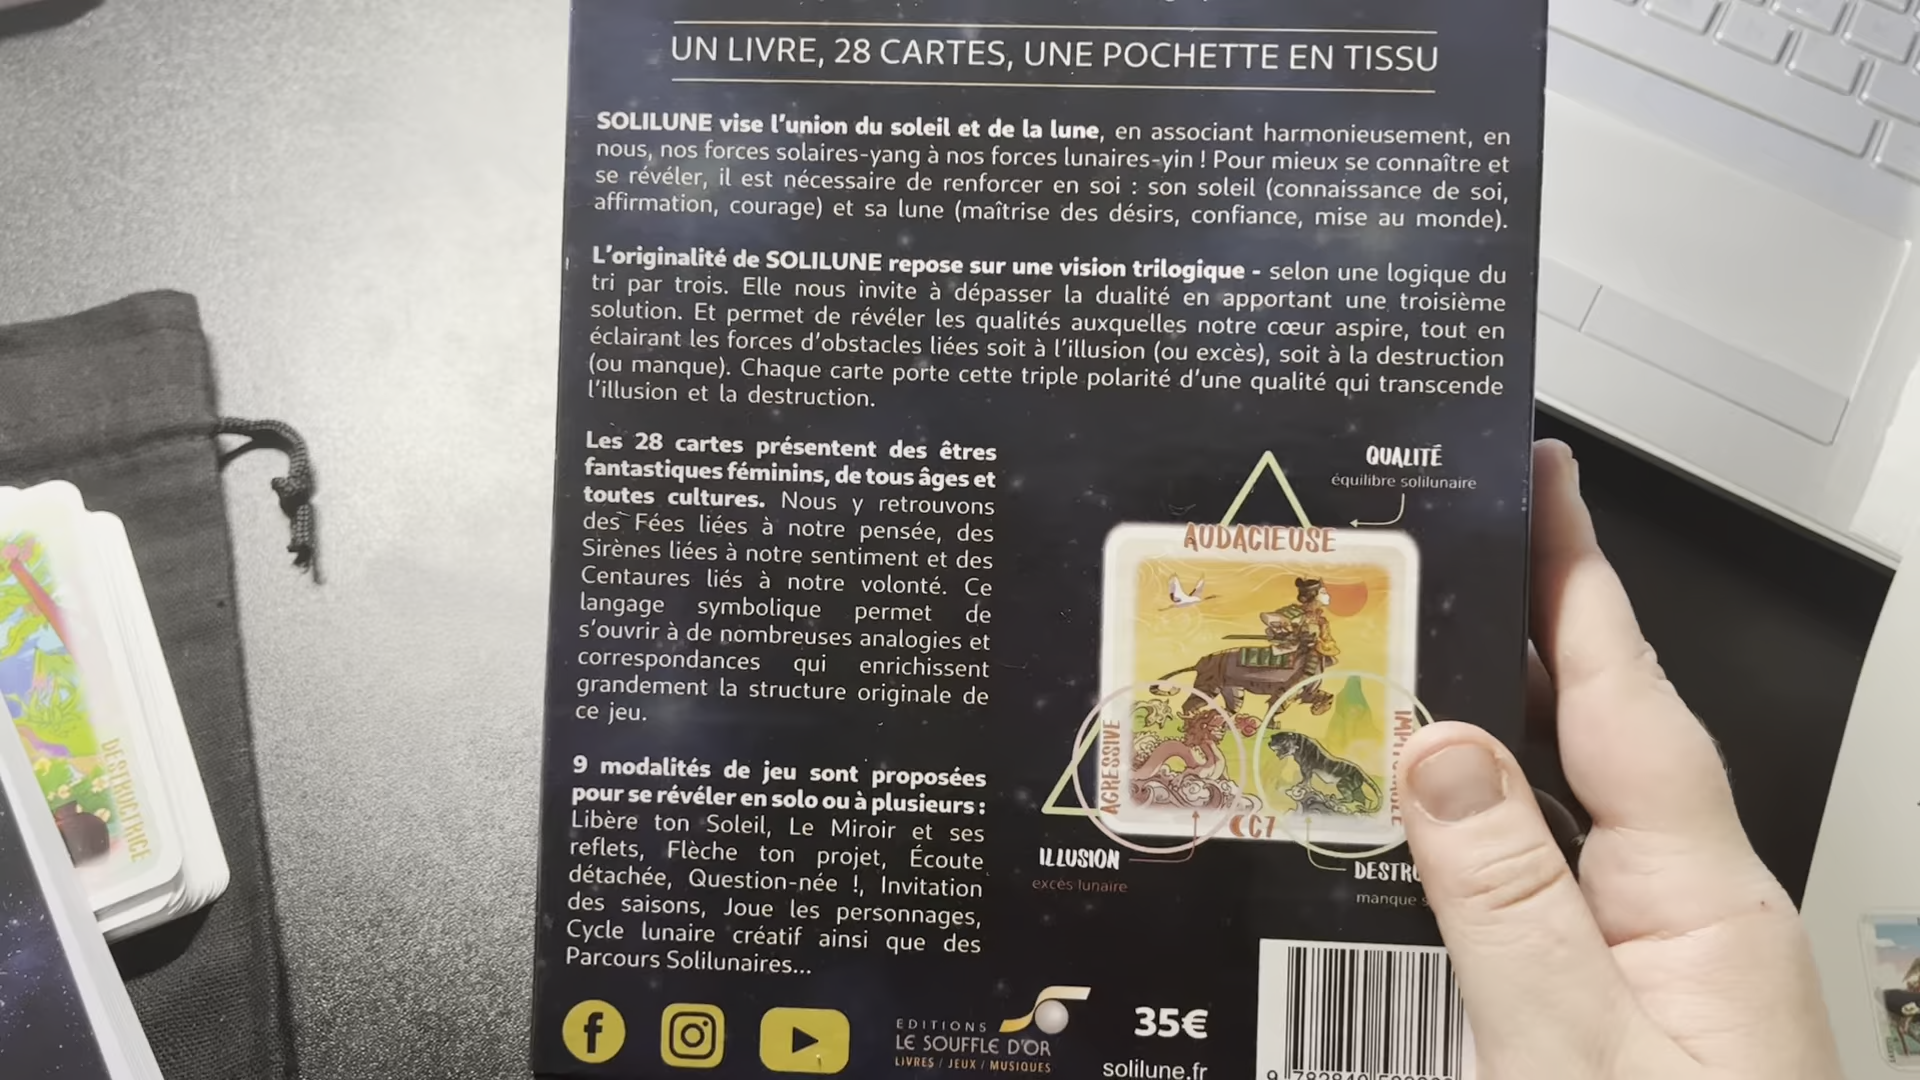 UN LIVRE, 28 CARTES, UNE POCHETTE EN TISSU
SOLILUNE vise l'union du soleil et de la lune, en associant harmonieusement, en
nous, nos forces solaires-yang à nos forces lunaires-yin ! Pour mieux se connaître et
se révéler, il est nécessaire de renforcer en soi : son soleil (connaissance de soi,
affirmation, courage) et sa lune (maîtrise des désirs, confiance, mise au monde).
L'originalité de SOLILUNE repose sur une vision trilogique - selon une logique du
tri par trois. Elle nous invite à dépasser la dualité en apportant une troisième
solution. Et permet de révéler les qualités auxquelles notre cœur aspire, tout en
éclairant les forces d'obstacles liées soit à l'illusion (ou excès), soit à la destruction
(ou manque). Chaque carte porte cette triple polarité d'une qualité qui transcende
l'illusion et la destruction.
Les 28 cartes présentent des êtres
fantastiques féminins, de tous âges et
toutes cultures. Nous y retrouvons
des Fées liées à notre pensée, des
Sirènes liées à notre sentiment et des
Centaures liés à notre volonté. Ce
langage symbolique permet de
s'ouvrir à de nombreuses analogies et
correspondances qui enrichissent
grandement la structure originale de
ce jeu.
9 modalités de jeu sont proposées
pour se révéler en solo ou à plusieurs :
Libère ton Soleil, Le Miroir et ses
reflets, Flèche ton projet, Écoute
détachée, Question-née !, Invitation
des saisons, Joue les personnages,
Cycle lunaire créatif ainsi que des
Parcours Solilunaires...
QUALITÉ
équilibre solilunaire
AUDACIEUSE
AGRESSIVE
C7
ILLUSION
excès lunaire
DESTRU
manque
EDITIONS
LE SOUFFLE D'OR
LIVRES / JEUX / MUSIQUES
35€
solilune.fr
DESTRUCTRICE